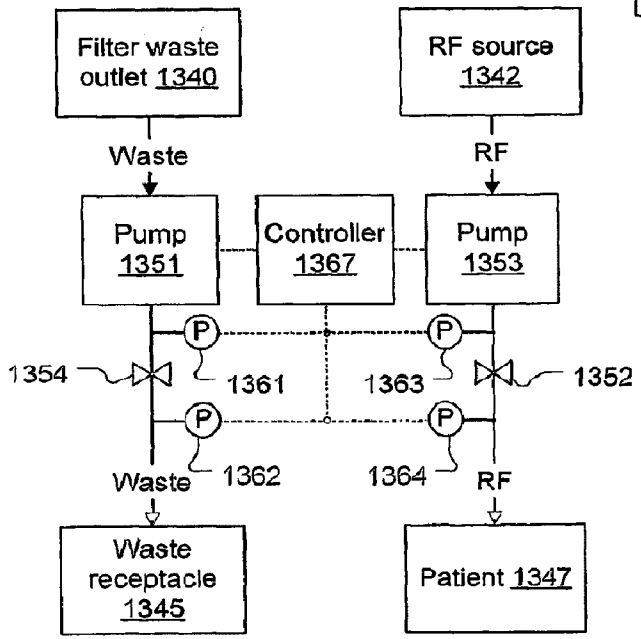 Filter waste
outlet 1340
RF source
1342
Waste
RF
Pump
1351
Controller
1367
Pump
1353
P
P
1354
1361
1363
1352
P
P
1362
1364
Waste
RF
Waste
receptacle
1345
Patient 1347